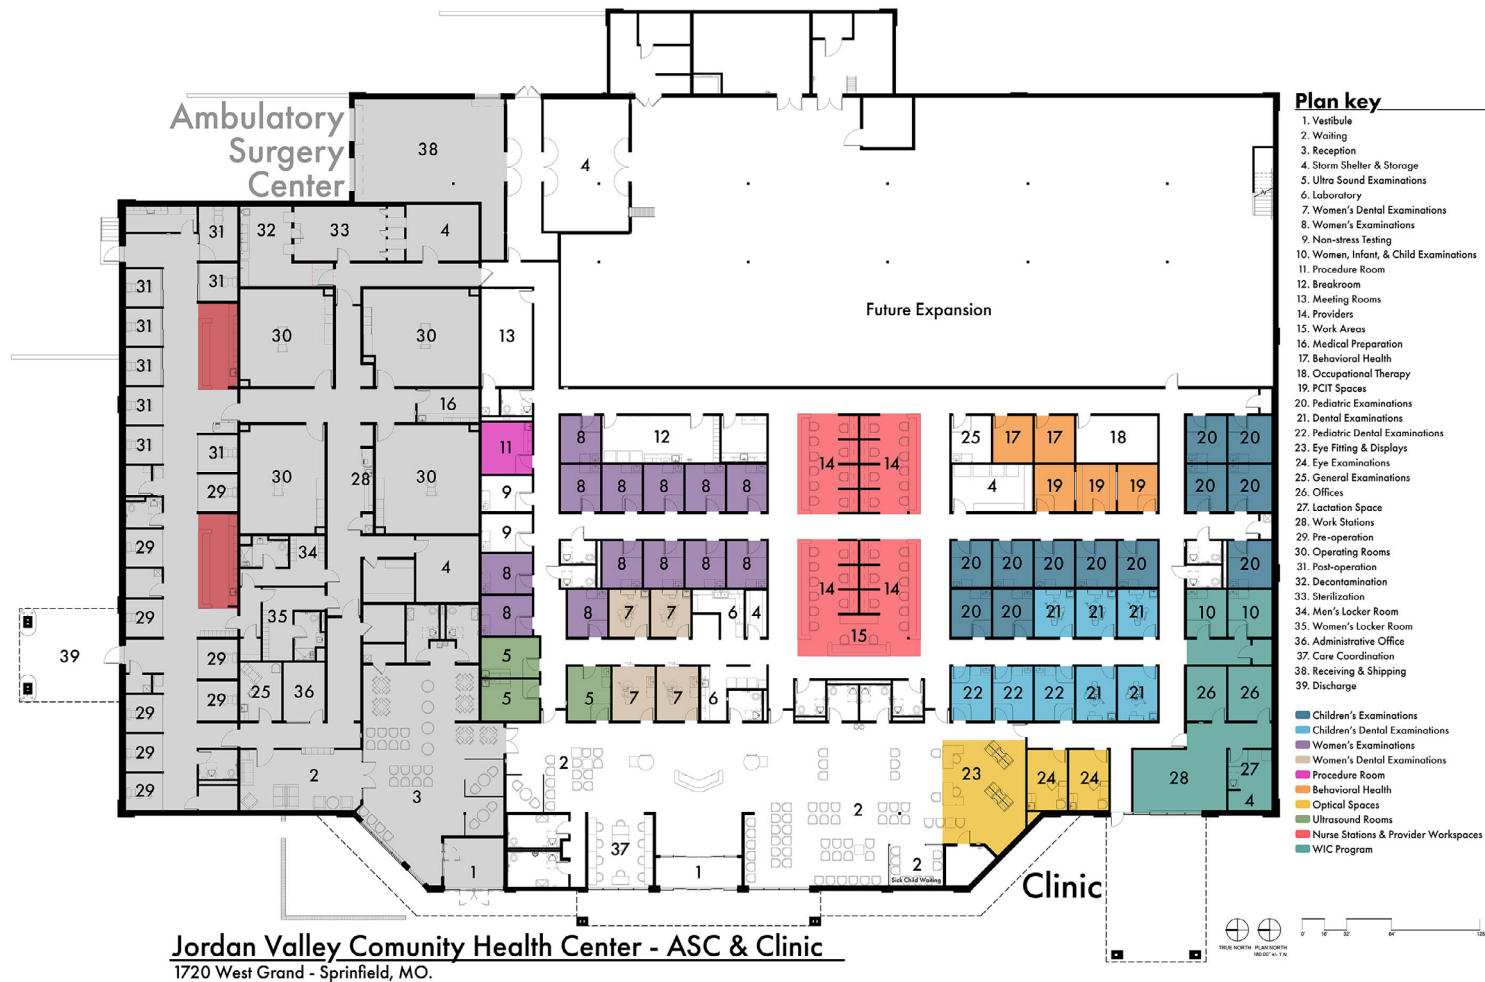 Ambulatory
Surgery
Center
38
4
31
32
33
4
31
31
31
30
30
13
Future Expansion
31
31
16
31
31
11
8
12
14
14
25
17
17
18
20
20
29
30
28
30
9
8
8
8
8
8
4
19
19
19
20
20
9
29
34
4
8
8
8
8
8
14
14
20
20
20
20
20
20
29
35
8
8
7
7
6
4
15
20
20
21
21
21
10
10
39
29
25
36
5
5
5
7
7
6
22
22
22
21
21
26
26
29
29
29
29
2
3
2
2
23
24
24
28
27
4
37
1
1
2
Sick Child Waiting
Clinic
Plan key
1. Vestibule
2. Waiting
3. Reception
4. Storm Shelter & Storage
5. Ultra Sound Examinations
6. Laboratory
7. Women's Dental Examinations
8. Women's Examinations
9. Non-stress Testing
10. Women, Infant, & Child Examinations
11. Procedure Room
12. Breakroom
13. Meeting Rooms
14. Providers
15. Work Areas
16. Medical Preparation
17. Behavioral Health
18. Occupational Therapy
19. PCIT Spaces
20. Pediatric Examinations
21. Dental Examinations
22. Pediatric Dental Examinations
23. Eye Fitting & Displays
24. Eye Examinations
25. General Examinations
26. Offices
27. Lactation Space
28. Work Stations
29. Pre-operation
30. Operating Rooms
31. Post-operation
32. Decontamination
33. Sterilization
34. Men's Locker Room
35. Women's Locker Room
36. Administrative Office
37. Care Coordination
38. Receiving & Shipping
39. Discharge
Children's Examinations
Children's Dental Examinations
Women's Examinations
Women's Dental Examinations
Procedure Room
Behavioral Health
Optical Spaces
Ultrasound Rooms
Nurse Stations & Provider Workspaces
WIC Program
TRUE NORTH
PLAN NORTH
0' 16' 32' 64' 128'
Jordan Valley Comunity Health Center - ASC & Clinic
1720 West Grand - Sprinfield, MO.